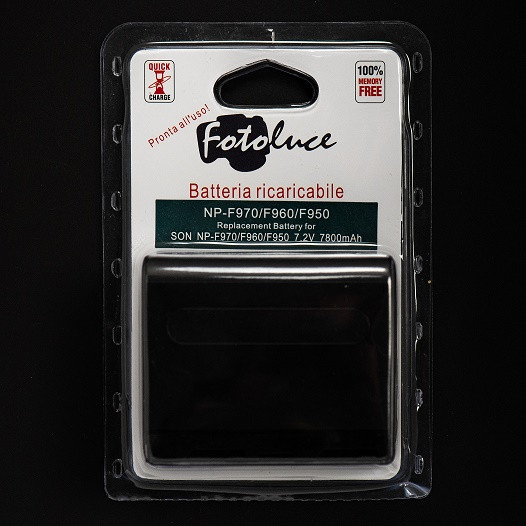 QUICK
CHARGE
100%
MEMORY
FREE
Pronta all'uso!
Fotoluce
Batteria ricaricabile
NP-F970/F960/F950
Replacement Battery for
SON NP-F970/F960/F950 7.2V 7800mAh